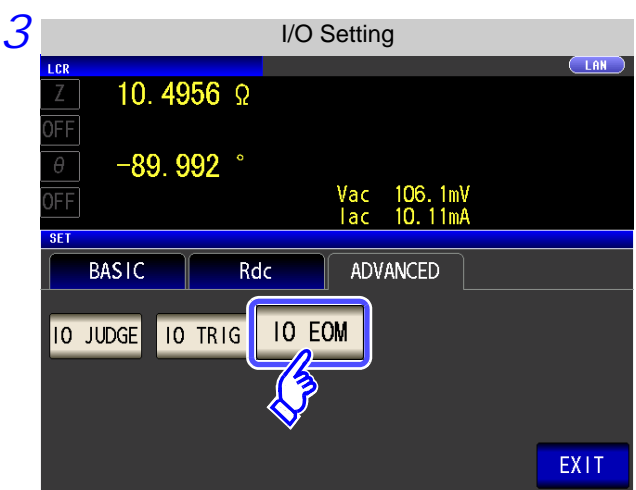 3
I/O Setting
LCR LAN
Z 10.4956 Ω
OFF
θ -89.992 °
OFF
Vac 106.1mV
Iac 10.11mA
SET
BASIC Rdc ADVANCED
IO JUDGE IO TRIG IO EOM
EXIT